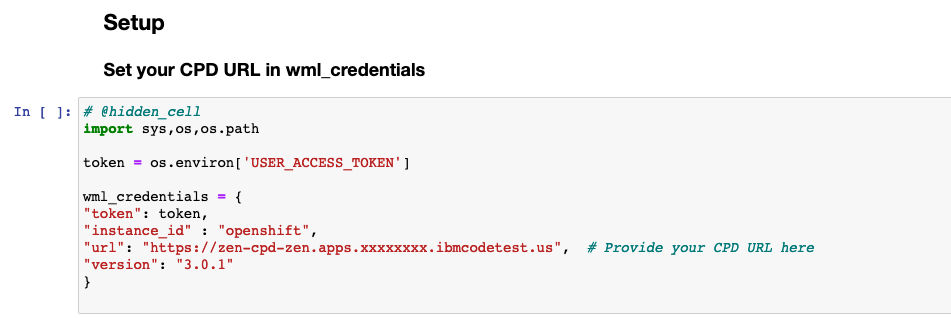 Setup
Set your CPD URL in wml_credentials
In [ ]: # @hidden_cell
import sys,os,os.path
token = os.environ['USER_ACCESS_TOKEN']
wml_credentials = {
"token": token,
"instance_id" : "openshift",
"url": "https://zen-cpd-zen.apps.xxxxxxxx.ibmcodetest.us",  # Provide your CPD URL here
"version": "3.0.1"
}